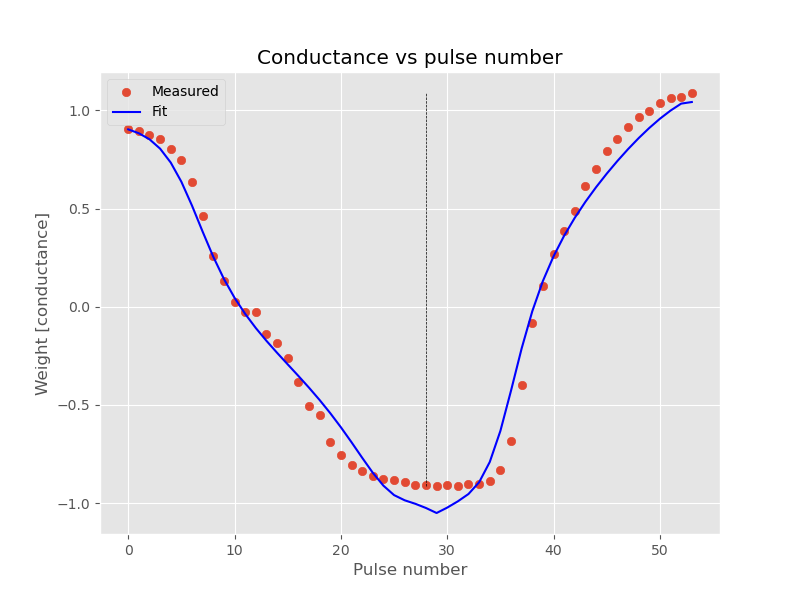 Conductance vs pulse number
Measured
Fit
1.0
0.5
0.0
−0.5
−1.0
Weight [conductance]
0 10 20 30 40 50
Pulse number